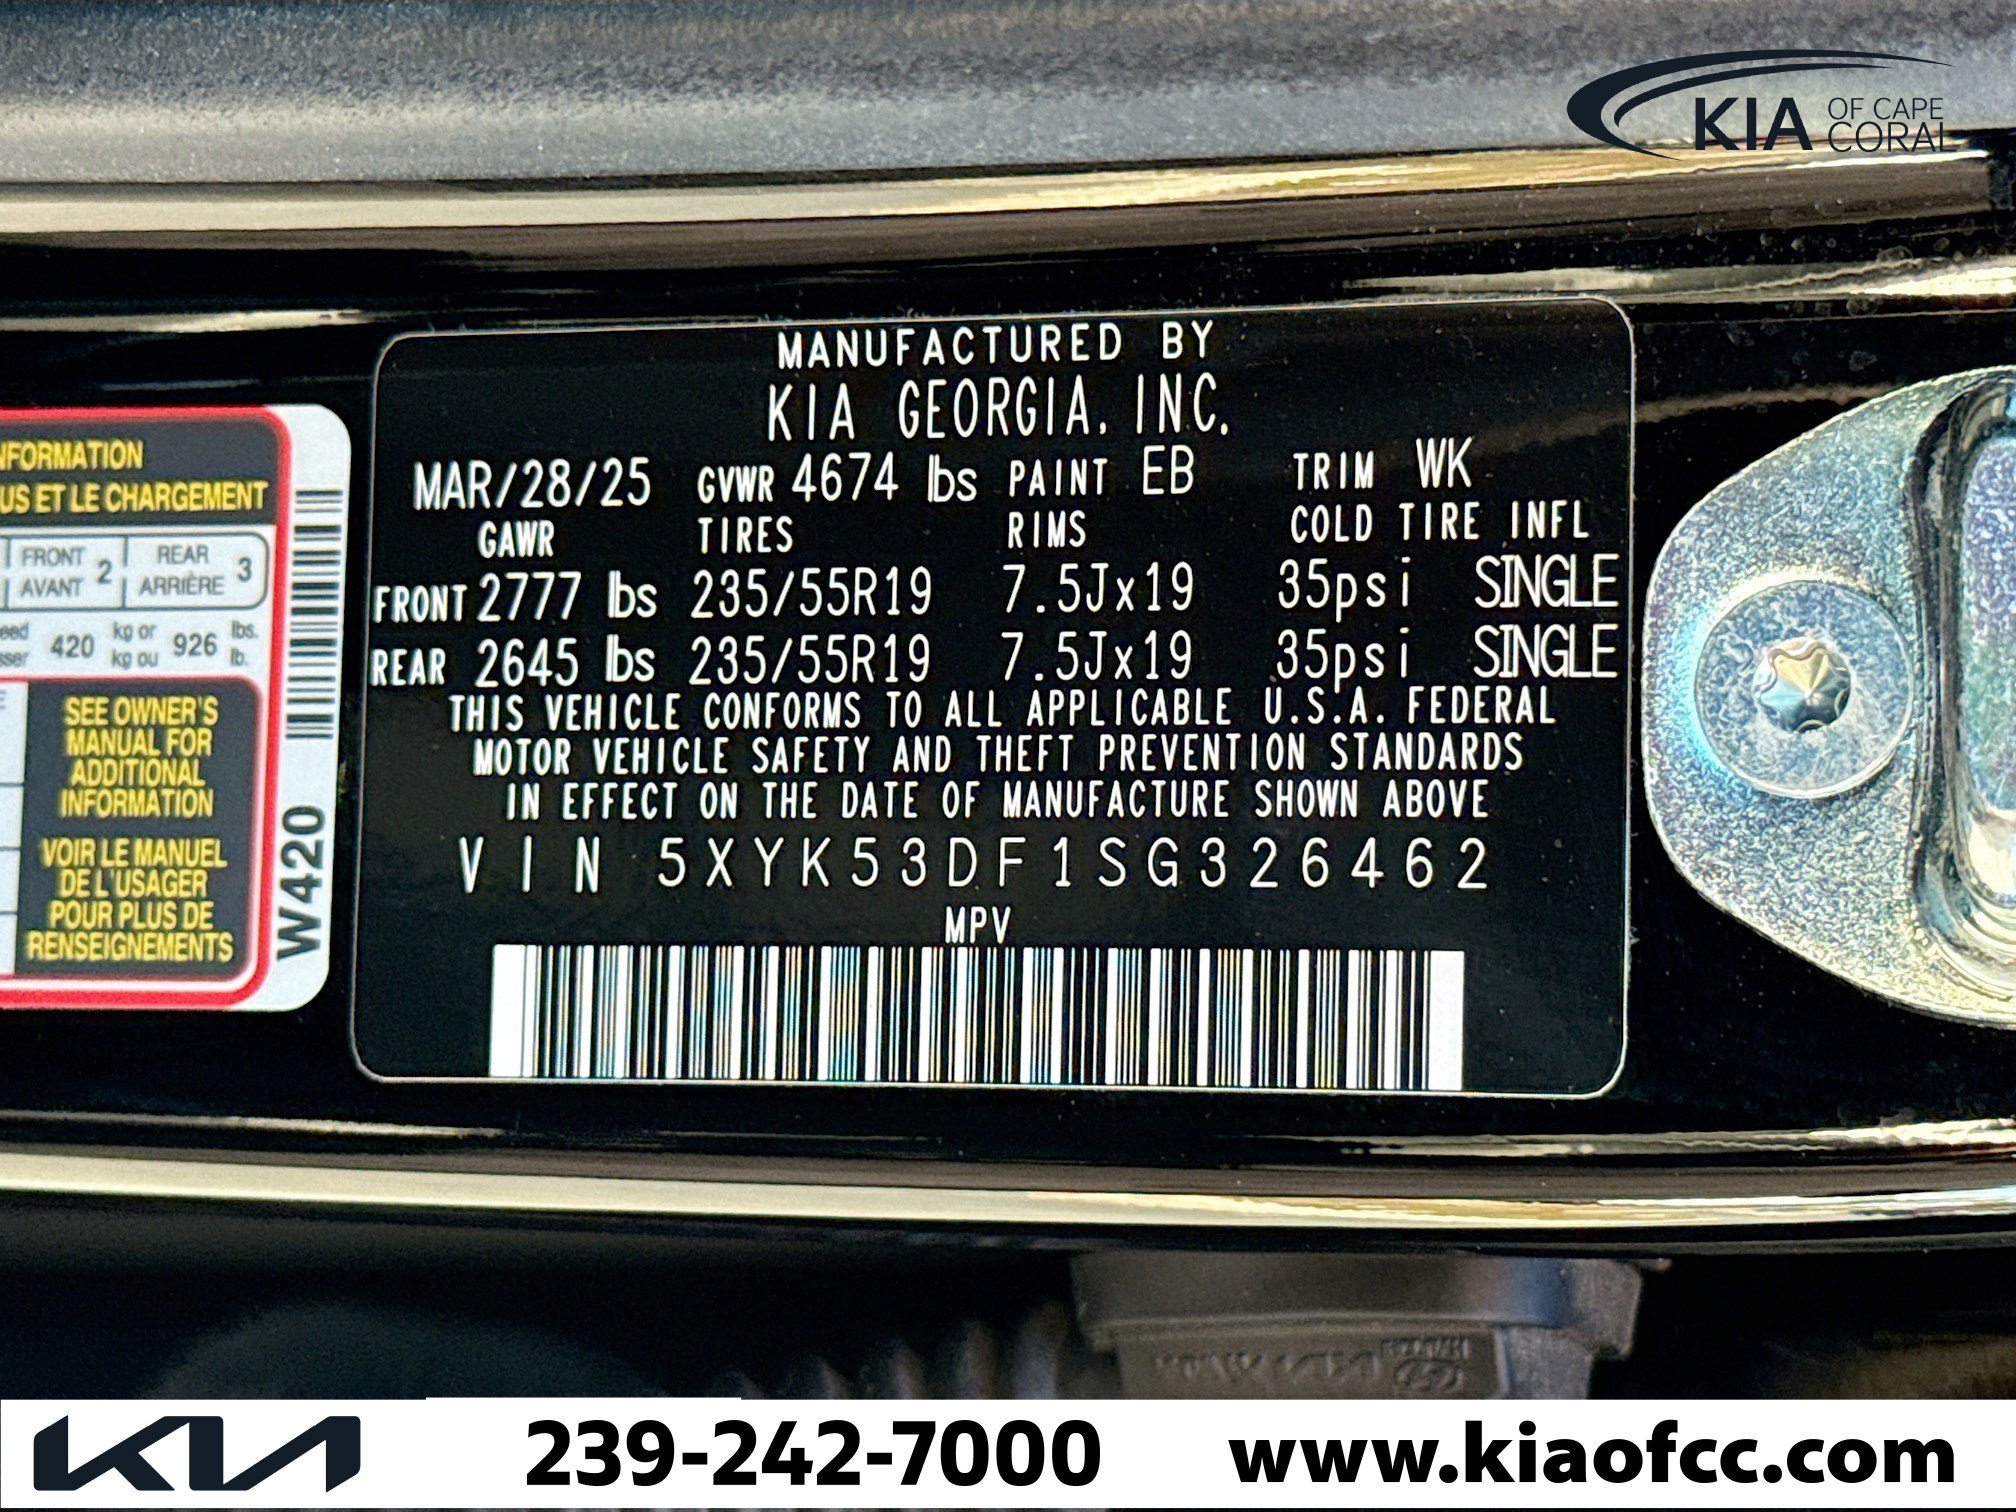 KIA OF CAPE CORAL
MANUFACTURED BY
KIA GEORGIA. INC.
MAR/28/25 GVWR 4674 lbs PAINT EB TRIM WK
GAWR TIRES RIMS COLD TIRE INFL
FRONT 2777 lbs 235/55R19 7.5Jx19 35psi SINGLE
REAR 2645 lbs 235/55R19 7.5Jx19 35psi SINGLE
THIS VEHICLE CONFORMS TO ALL APPLICABLE U.S.A. FEDERAL
MOTOR VEHICLE SAFETY AND THEFT PREVENTION STANDARDS
IN EFFECT ON THE DATE OF MANUFACTURE SHOWN ABOVE
VIN 5XYK53DF1SG326462
MPV
NFORMATION
US ET LE CHARGEMENT
FRONT 2 REAR 3
AVANT ARRIÈRE
eed 420 kg or 926 lbs.
sser kg ou lb.
SEE OWNER'S
MANUAL FOR
ADDITIONAL
INFORMATION
VOIR LE MANUEL
DE L'USAGER
POUR PLUS DE
RENSEIGNEMENTS
W420
KIA 239-242-7000 www.kiaofcc.com